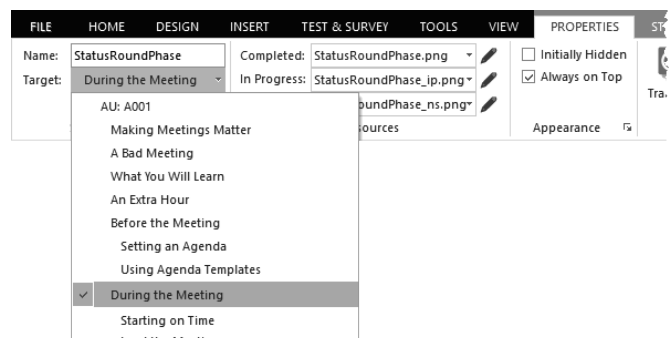 FILE HOME DESIGN INSERT TEST & SURVEY TOOLS VIEW PROPERTIES
Name: StatusRoundPhase Completed: StatusRoundPhase.png Initially Hidden
Target: During the Meeting In Progress: StatusRoundPhase_ip.png Always on Top
AU: A001 oundPhase_ns.png Tra.
Making Meetings Matter ources Appearance
A Bad Meeting
What You Will Learn
An Extra Hour
Before the Meeting
Setting an Agenda
Using Agenda Templates
During the Meeting
Starting on Time